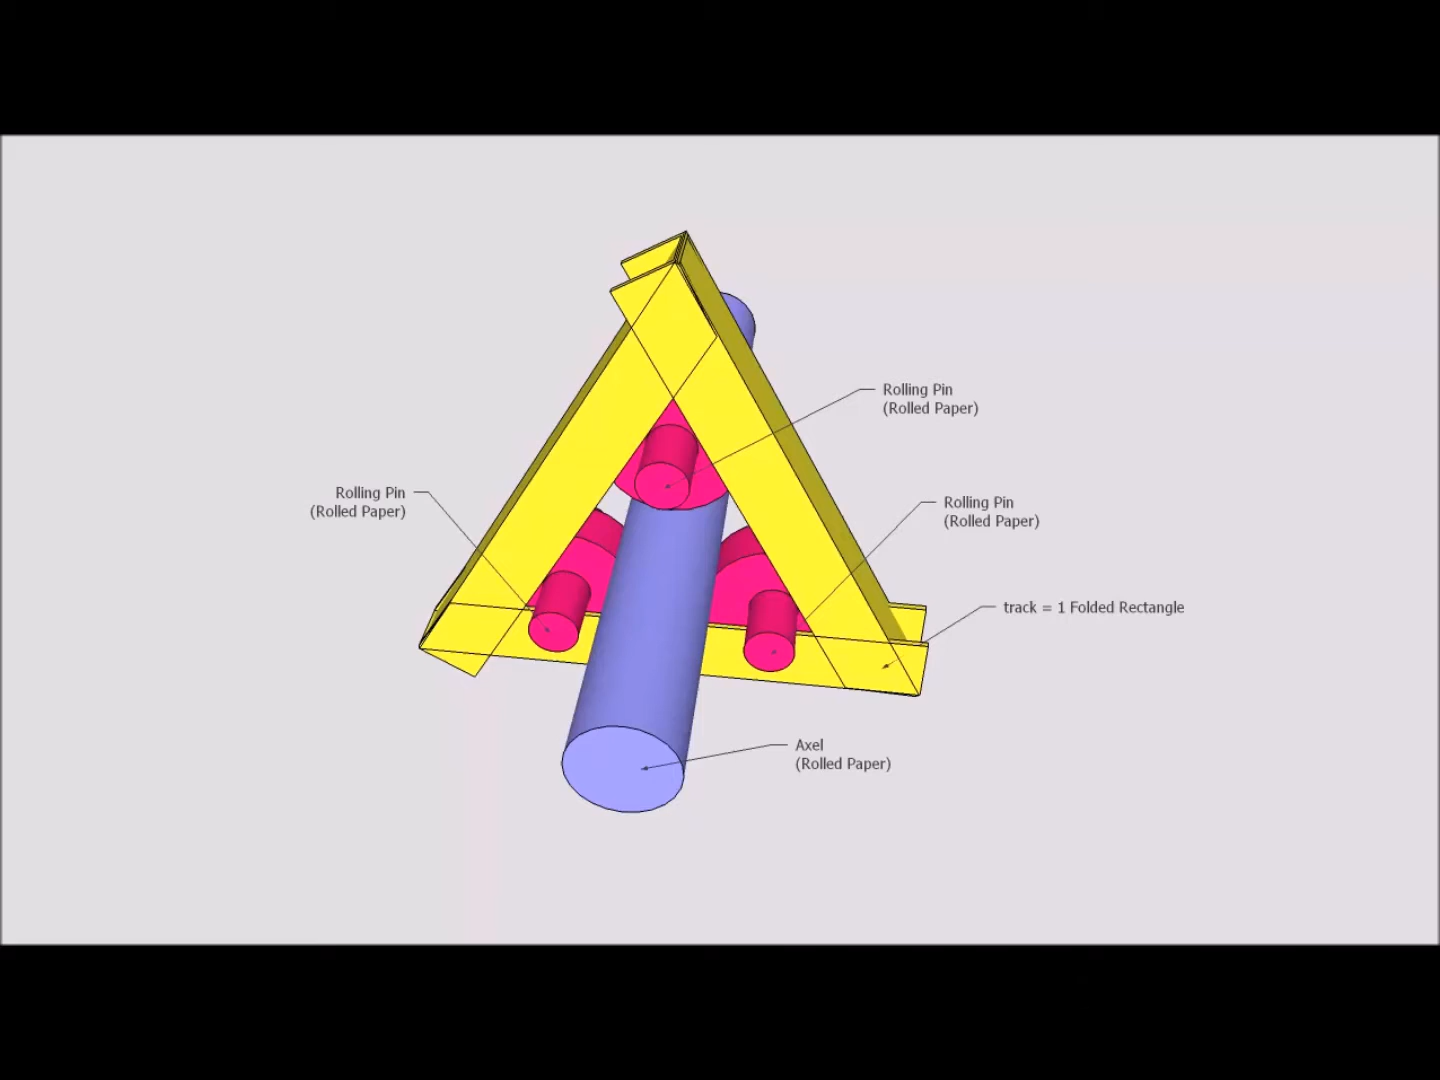 Rolling Pin
(Rolled Paper)
Rolling Pin
(Rolled Paper)
Rolling Pin
(Rolled Paper)
track = 1 Folded Rectangle
Axel
(Rolled Paper)